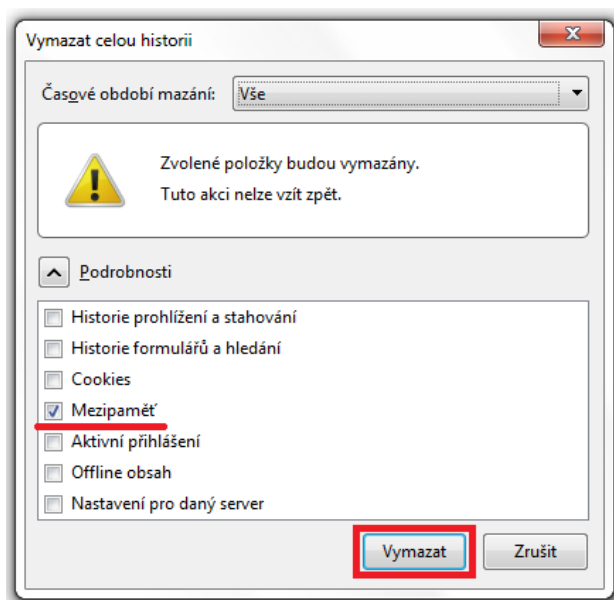 Vymazat celou historii
Časové období mazání: Vše
Zvolené položky budou vymazány.
Tuto akci nelze vzít zpět.
Podrobnosti
Historie prohlížení a stahování
Historie formulářů a hledání
Cookies
Mezipaměť
Aktivní přihlášení
Offline obsah
Nastavení pro daný server
Vymazat Zrušit